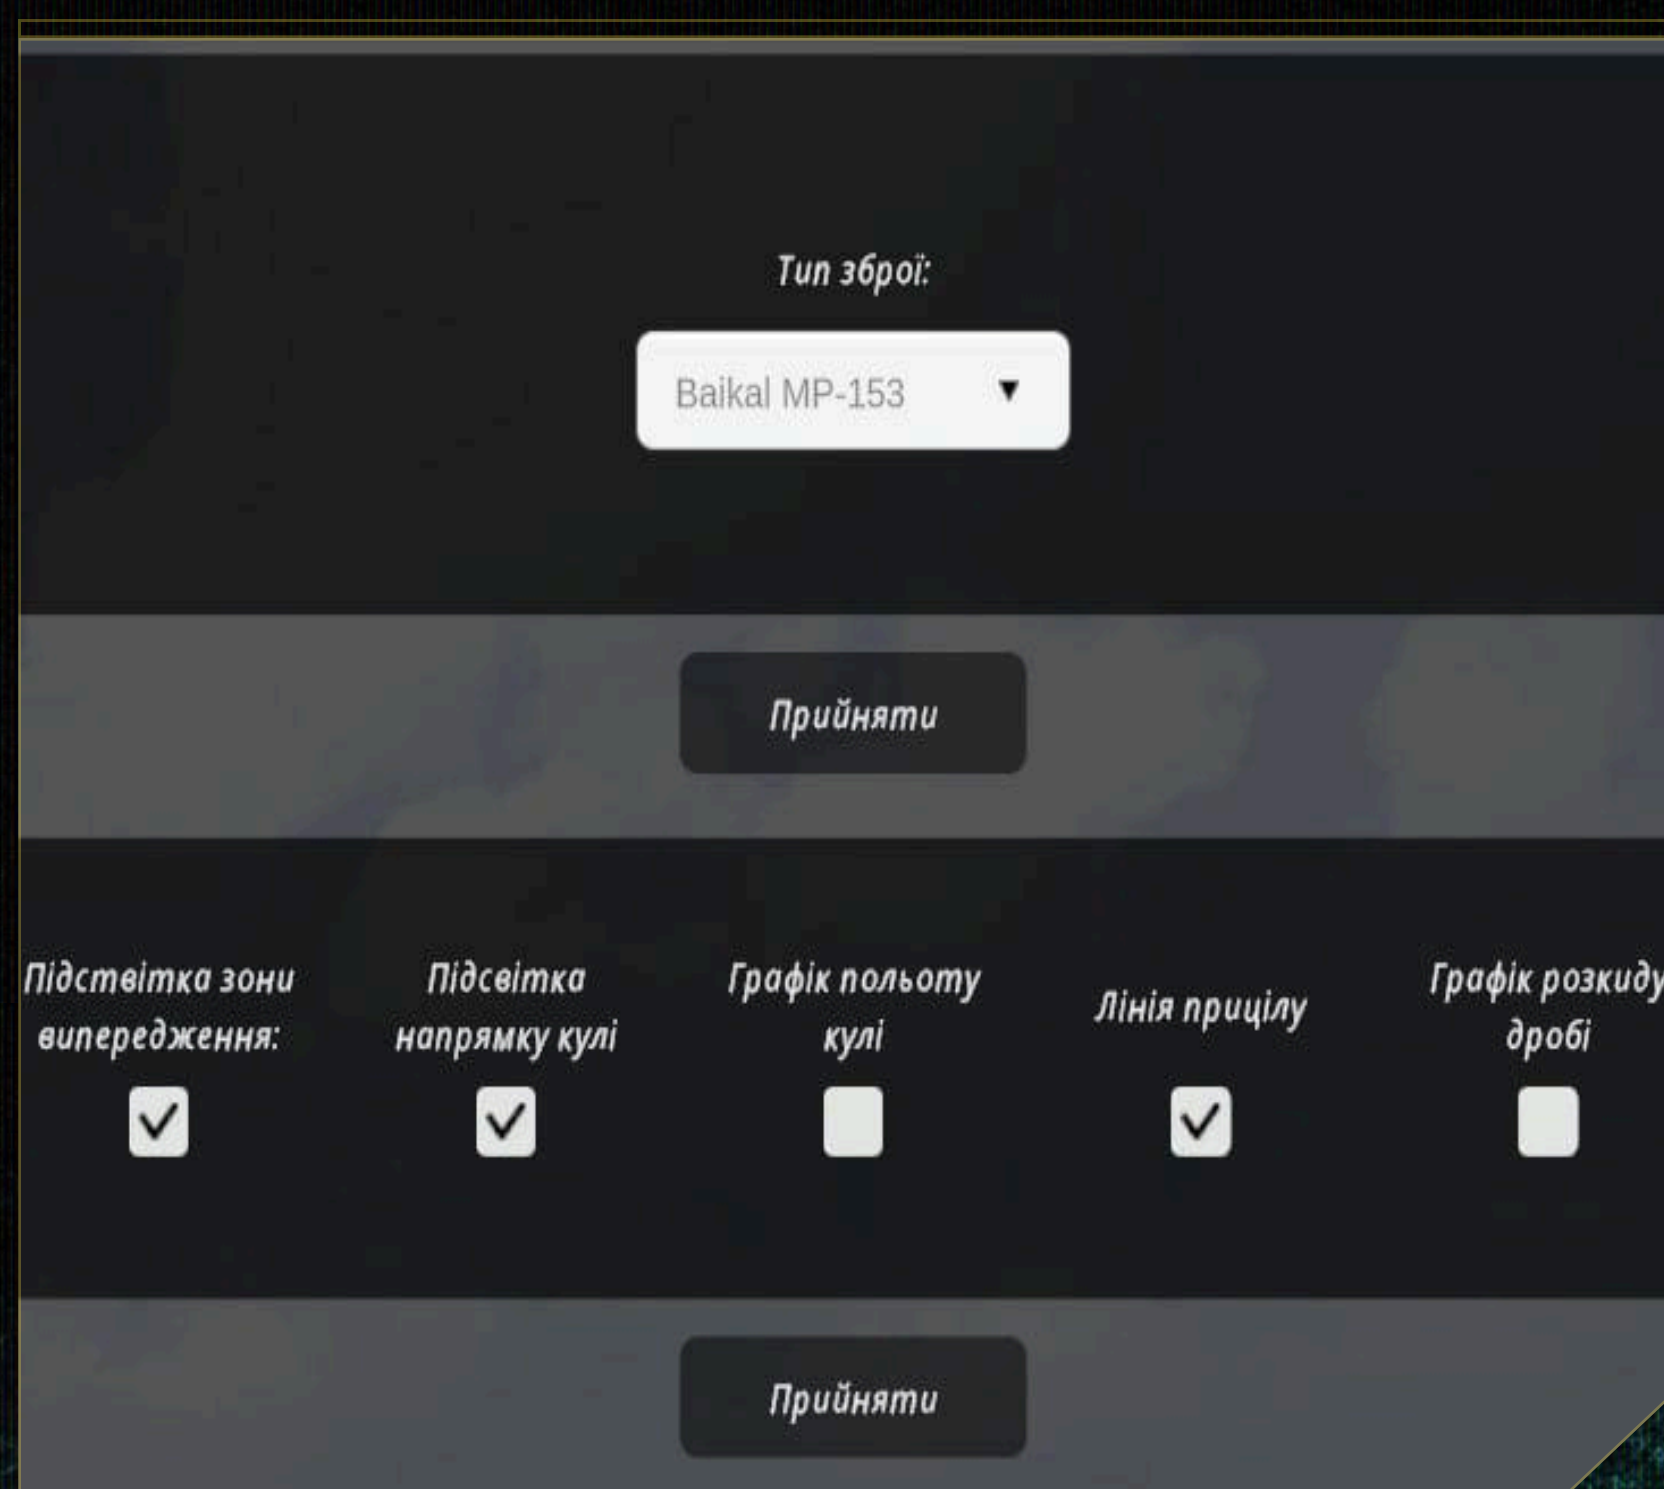 Тип зброї:
Baikal MP-153
Прийняти
Підствітка зони
випередження:
Підсвітка
напрямку кулі
Графік польоту
кулі
Лінія прицілу
Графік розкиду
дробі
Прийняти